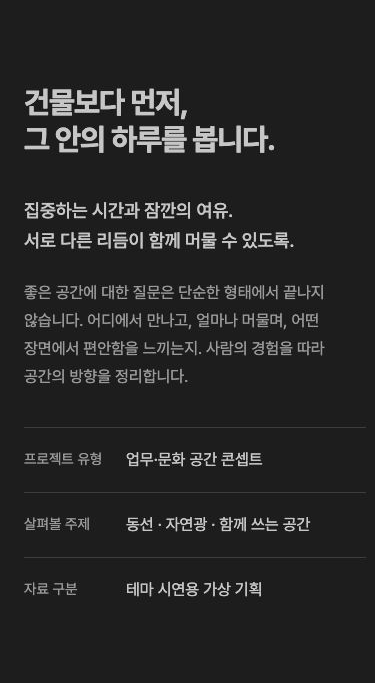 건물보다 먼저,
그 안의 하루를 봅니다.
집중하는 시간과 잠깐의 여유.
서로 다른 리듬이 함께 머물 수 있도록.
좋은 공간에 대한 질문은 단순한 형태에서 끝나지
않습니다. 어디에서 만나고, 얼마나 머물며, 어떤
장면에서 편안함을 느끼는지. 사람의 경험을 따라
공간의 방향을 정리합니다.
프로젝트 유형 업무·문화 공간 콘셉트
살펴볼 주제 동선 · 자연광 · 함께 쓰는 공간
자료 구분 테마 시연용 가상 기획